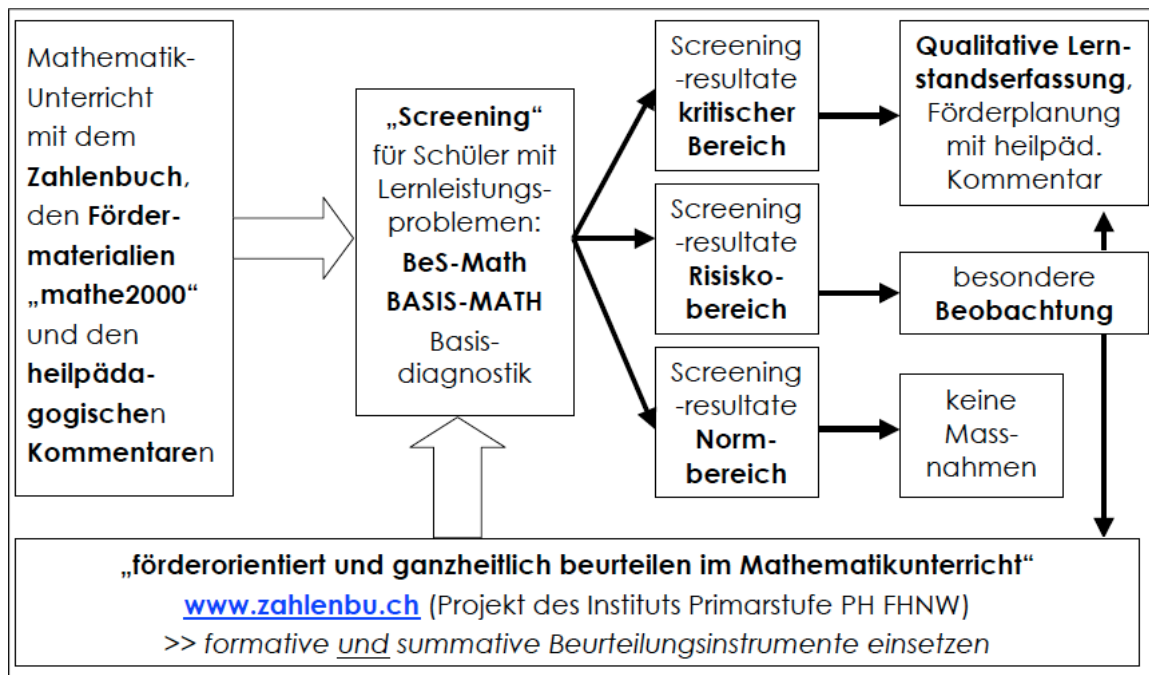 Mathematik-
Unterricht
mit dem
Zahlenbuch,
den Förder-
materialien
„mathe2000“
und den
heilpäda-
gogischen
Kommentaren
„Screening“
für Schüler mit
Lernleistungs-
problemen:
BeS-Math
BASIS-MATH
Basis-
diagnostik
Screening
-resultate
kritischer
Bereich
Qualitative Lern-
standserfassung,
Förderplanung
mit heilpäd.
Kommentar
Screening
-resultate
Risiko-
bereich
besondere
Beobachtung
Screening
-resultate
Norm-
bereich
keine
Mass-
nahmen
„förderorientiert und ganzheitlich beurteilen im Mathematikunterricht“
www.zahlenbu.ch (Projekt des Instituts Primarstufe PH FHNW)
>> formative und summative Beurteilungsinstrumente einsetzen